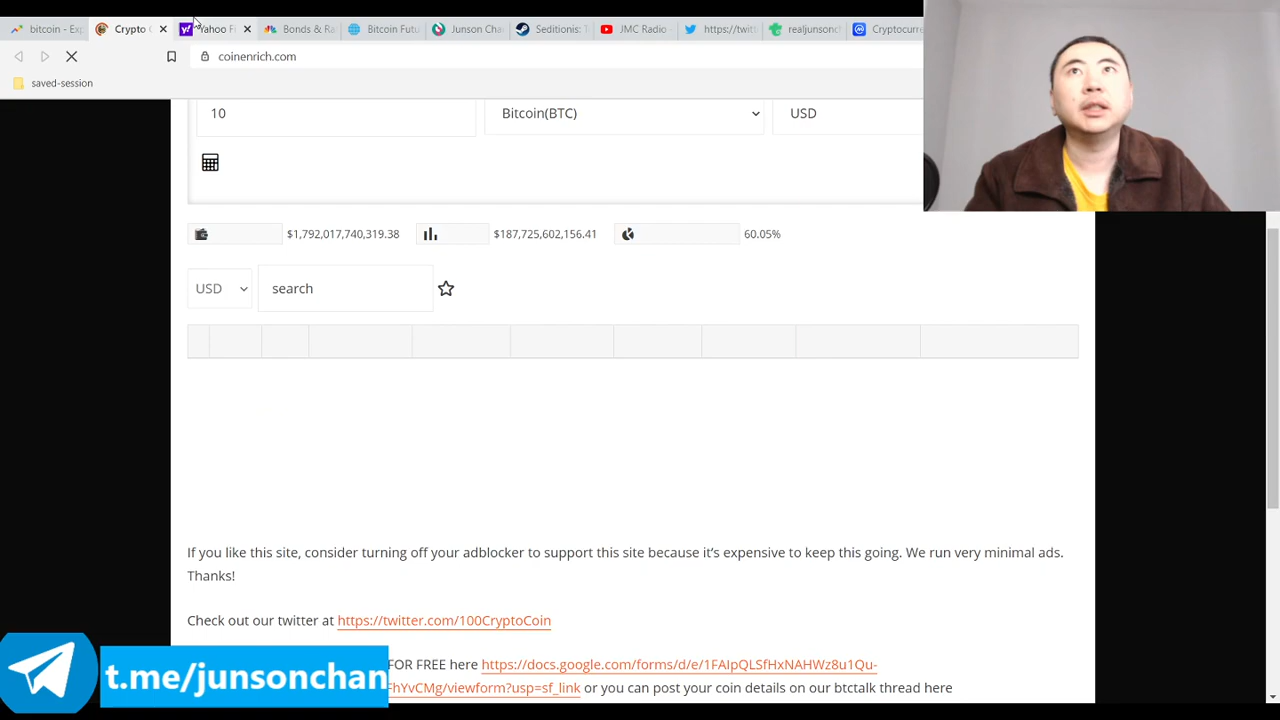 bitcoin - Exp
Crypto C
Yahoo Fi
Bonds & Ra
Bitcoin Futu
Junson Chan
Seditionis: T
JMC Radio
https://twitt
realjunsonch
Cryptocurre
coinenrich.com
saved-session
10
Bitcoin(BTC)
USD
$1,792,017,740,319.38
$187,725,602,156.41
60.05%
USD
search
If you like this site, consider turning off your adblocker to support this site because it's expensive to keep this going. We run very minimal ads.
Thanks!
Check out our twitter at https://twitter.com/100CryptoCoin
FOR FREE here https://docs.google.com/forms/d/e/1FAIpQLSfHxNAHWz8u1Qu-
hYvCMg/viewform?usp=sf_link or you can post your coin details on our btctalk thread here
t.me/junsonchan